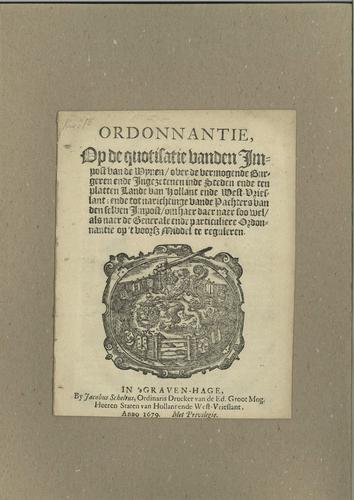 ORDONNANTIE,
Op de quotisatie vanden Im-
post van de Wynen / over de vermogende Bur-
geren ende Ingezetenen inde Steden ende ten
platten Lande van Hollant ende West-Vries-
lant: ende tot narichtinge vande Pachters van
den selven Impost / om haer daer naer soo wel /
als naer de Generale ende particuliere Ordon-
nantie op 't voorsz Middel te reguleren.
IN 'sGRAVEN-HAGE,
By Jacobus Scheltus, Ordinaris Drucker van de Ed. Groot Mog.
Heeren Staten van Hollant ende West-Vrieslant.
ANNO 1679. Met Privilegie.